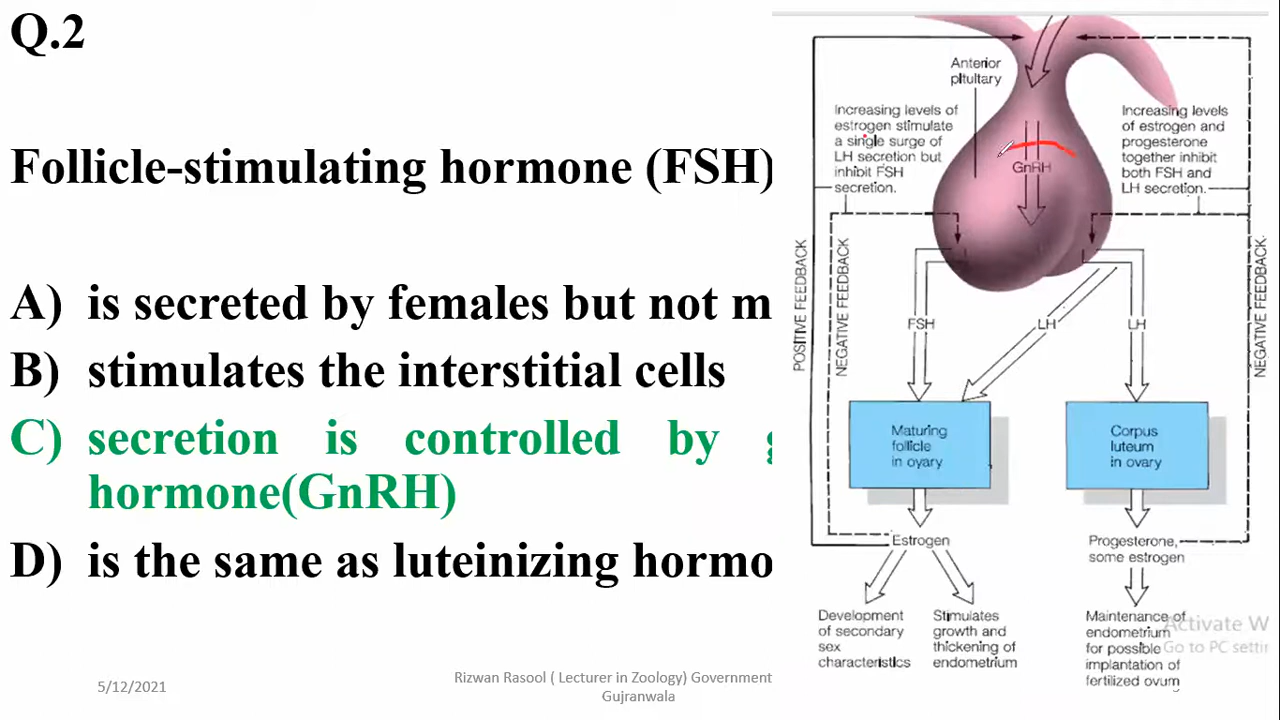 Q.2
Follicle-stimulating hormone (FSH)
A) is secreted by females but not m
B) stimulates the interstitial cells
C) secretion is controlled by g
hormone(GnRH)
D) is the same as luteinizing hormo
5/12/2021
Rizwan Rasool ( Lecturer in Zoology) Government
Gujranwala
Anterior
pituitary
Increasing levels of
estrogen stimulate
a single surge of
LH secretion but
inhibit FSH
secretion.
Increasing levels
of estrogen and
progesterone
together inhibit
both FSH and
LH secretion.
GnRH
POSITIVE FEEDBACK
NEGATIVE FEEDBACK
NEGATIVE FEEDBACK
FSH
LH
LH
Maturing
follicle
in ovary
Corpus
luteum
in ovary
Estrogen
Progesterone,
some estrogen
Development
of secondary
sex
characteristics
Stimulates
growth and
thickening of
endometrium
Maintenance of
endometrium
for possible
implantation of
fertilized ovum
Activate W
Go to PC settin